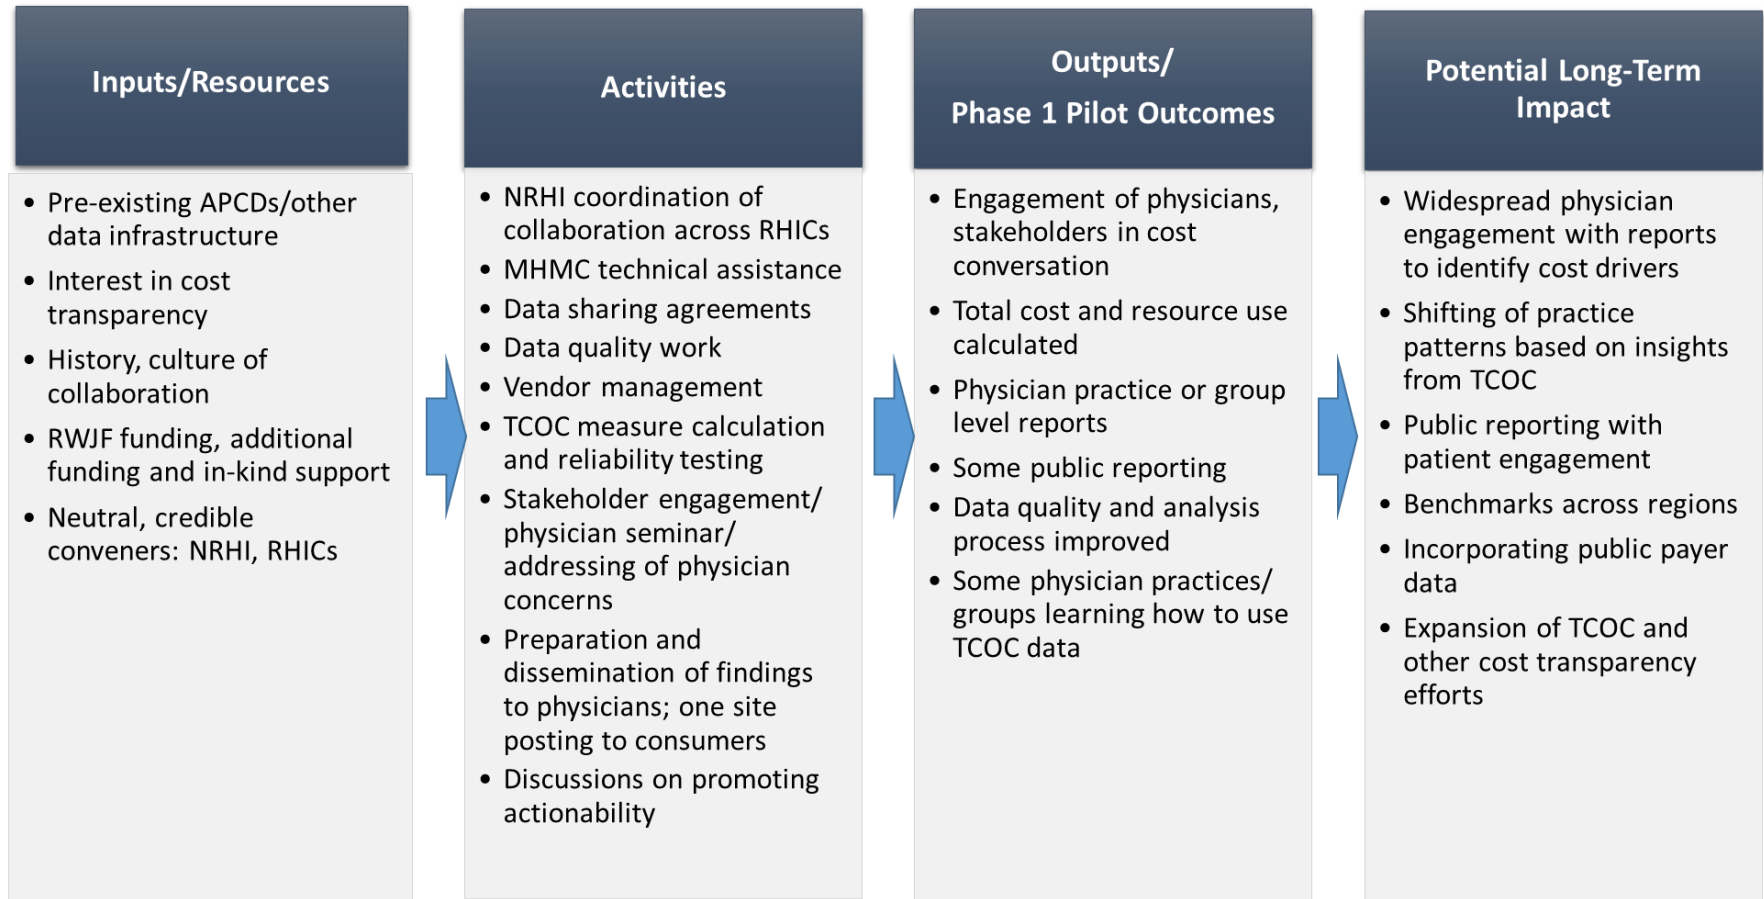 Inputs/Resources
• Pre-existing APCDs/other
data infrastructure
• Interest in cost
transparency
• History, culture of
collaboration
• RWJF funding, additional
funding and in-kind support
• Neutral, credible
conveners: NRHI, RHICs
Activities
• NRHI coordination of
collaboration across RHICs
• MHMC technical assistance
• Data sharing agreements
• Data quality work
• Vendor management
• TCOC measure calculation
and reliability testing
• Stakeholder engagement/
physician seminar/
addressing of physician
concerns
• Preparation and
dissemination of findings
to physicians; one site
posting to consumers
• Discussions on promoting
actionability
Outputs/
Phase 1 Pilot Outcomes
• Engagement of physicians,
stakeholders in cost
conversation
• Total cost and resource use
calculated
• Physician practice or group
level reports
• Some public reporting
• Data quality and analysis
process improved
• Some physician practices/
groups learning how to use
TCOC data
Potential Long-Term
Impact
• Widespread physician
engagement with reports
to identify cost drivers
• Shifting of practice
patterns based on insights
from TCOC
• Public reporting with
patient engagement
• Benchmarks across regions
• Incorporating public payer
data
• Expansion of TCOC and
other cost transparency
efforts